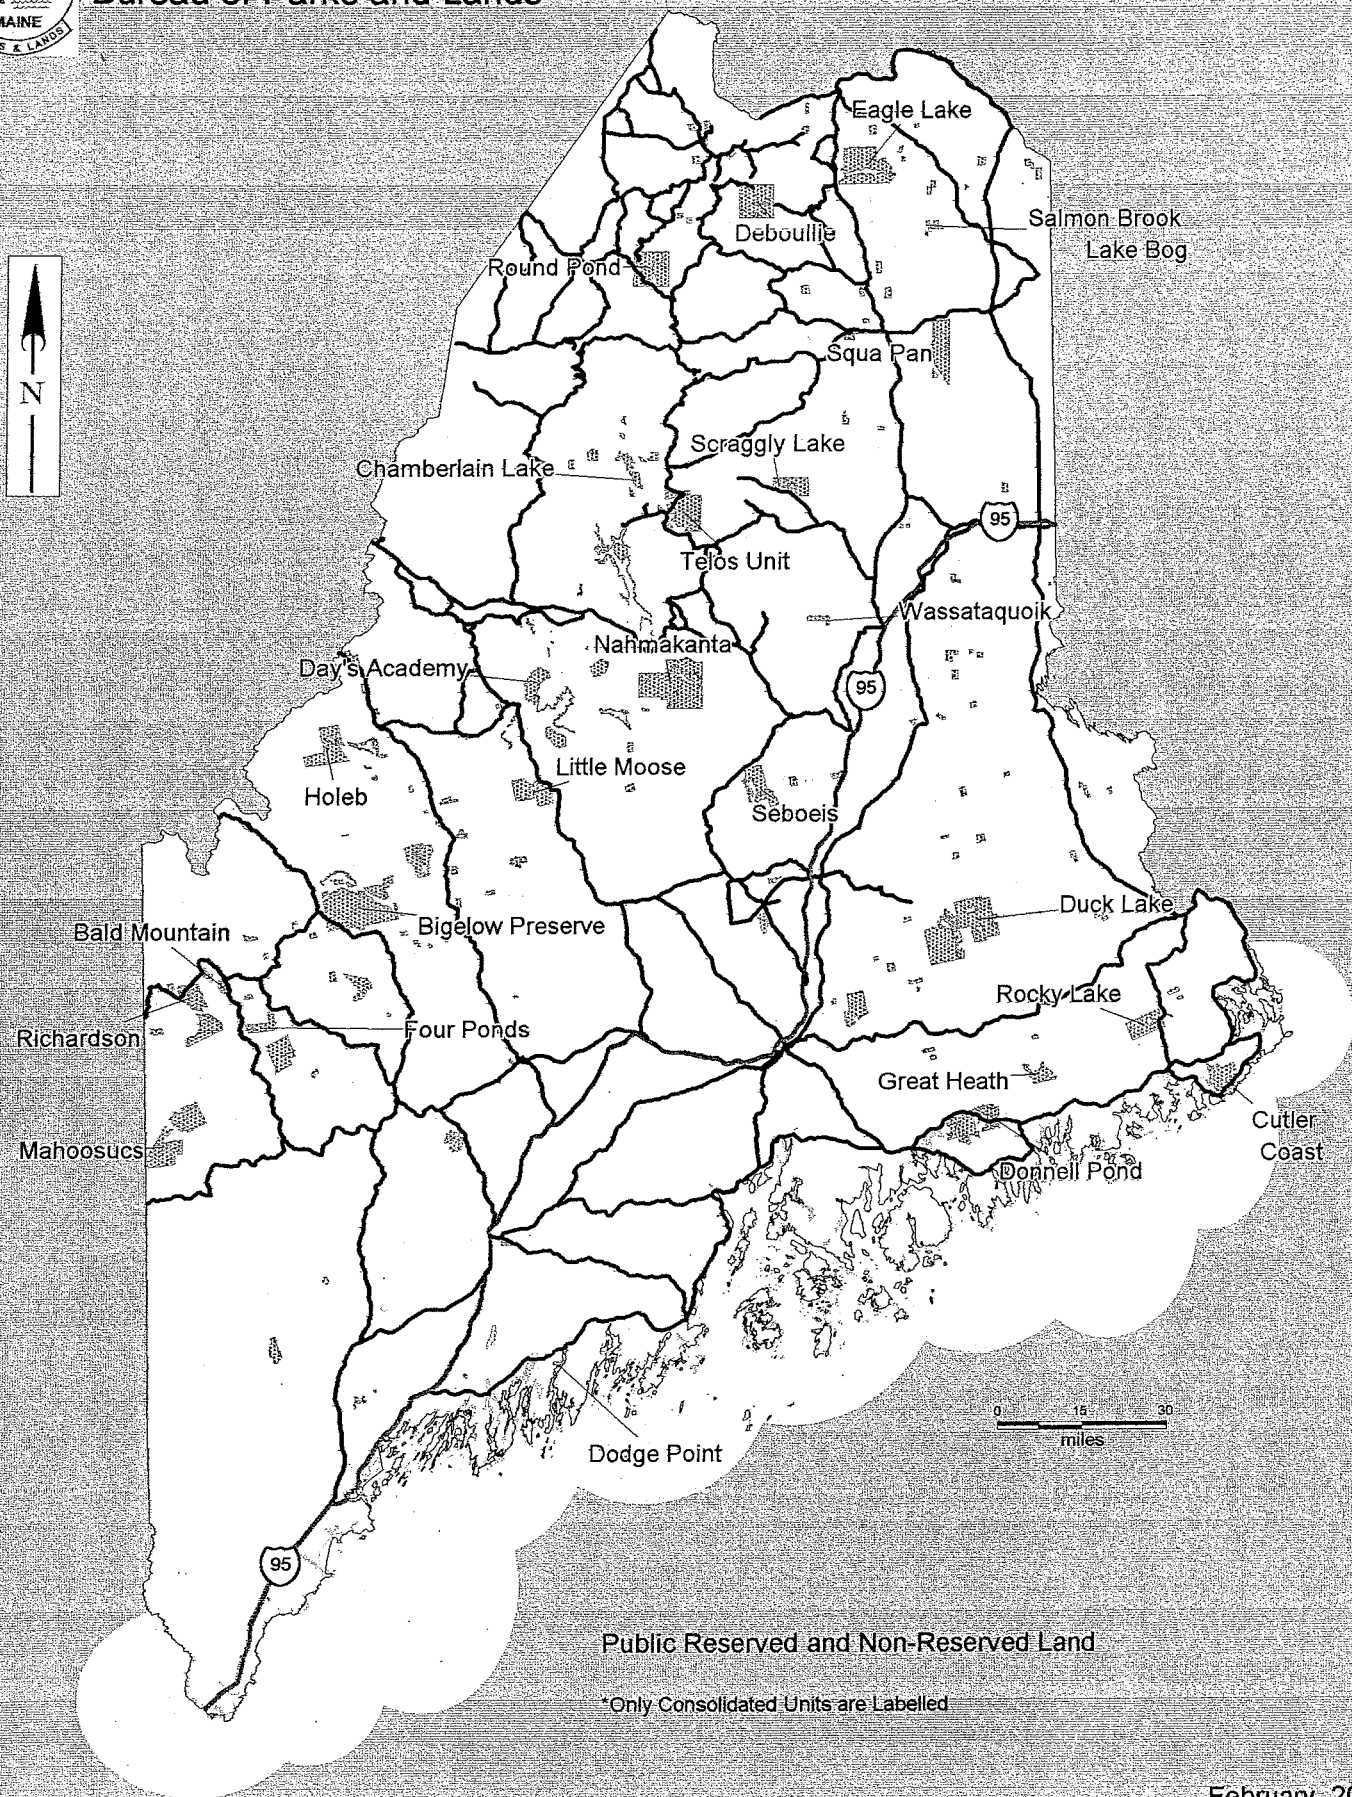 MAINE
S & LANDS
Bureau of Parks and Lands
Eagle Lake
Salmon Brook
Lake Bog
Deboullie
Round Pond
N
Squa Pan
Scraggly Lake
Chamberlain Lake
95
Telos Unit
Wassataquoik
Nahmakanta
Day's Academy
95
Little Moose
Holeb
Seboeis
Duck Lake
Bigelow Preserve
Bald Mountain
Rocky Lake
Richardson
Four Ponds
Great Heath
Cutler
Coast
Mahoosucs
Donnell Pond
0 15 30
miles
Dodge Point
95
Public Reserved and Non-Reserved Land
*Only Consolidated Units are Labelled
February, 20